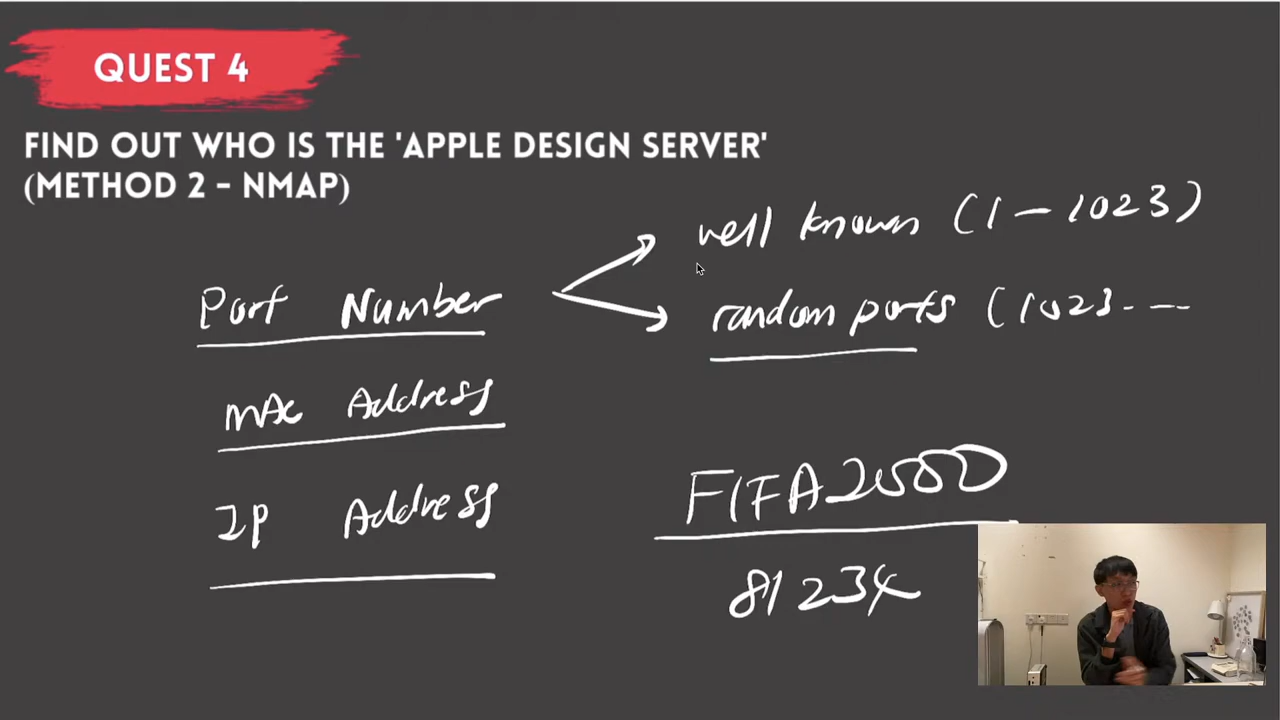 QUEST 4
FIND OUT WHO IS THE 'APPLE DESIGN SERVER'
(METHOD 2 - NMAP)
well known (1 – 1023)
Port Number
random ports (1023- --
MAC Address
IP Address
FIFA2000
81234